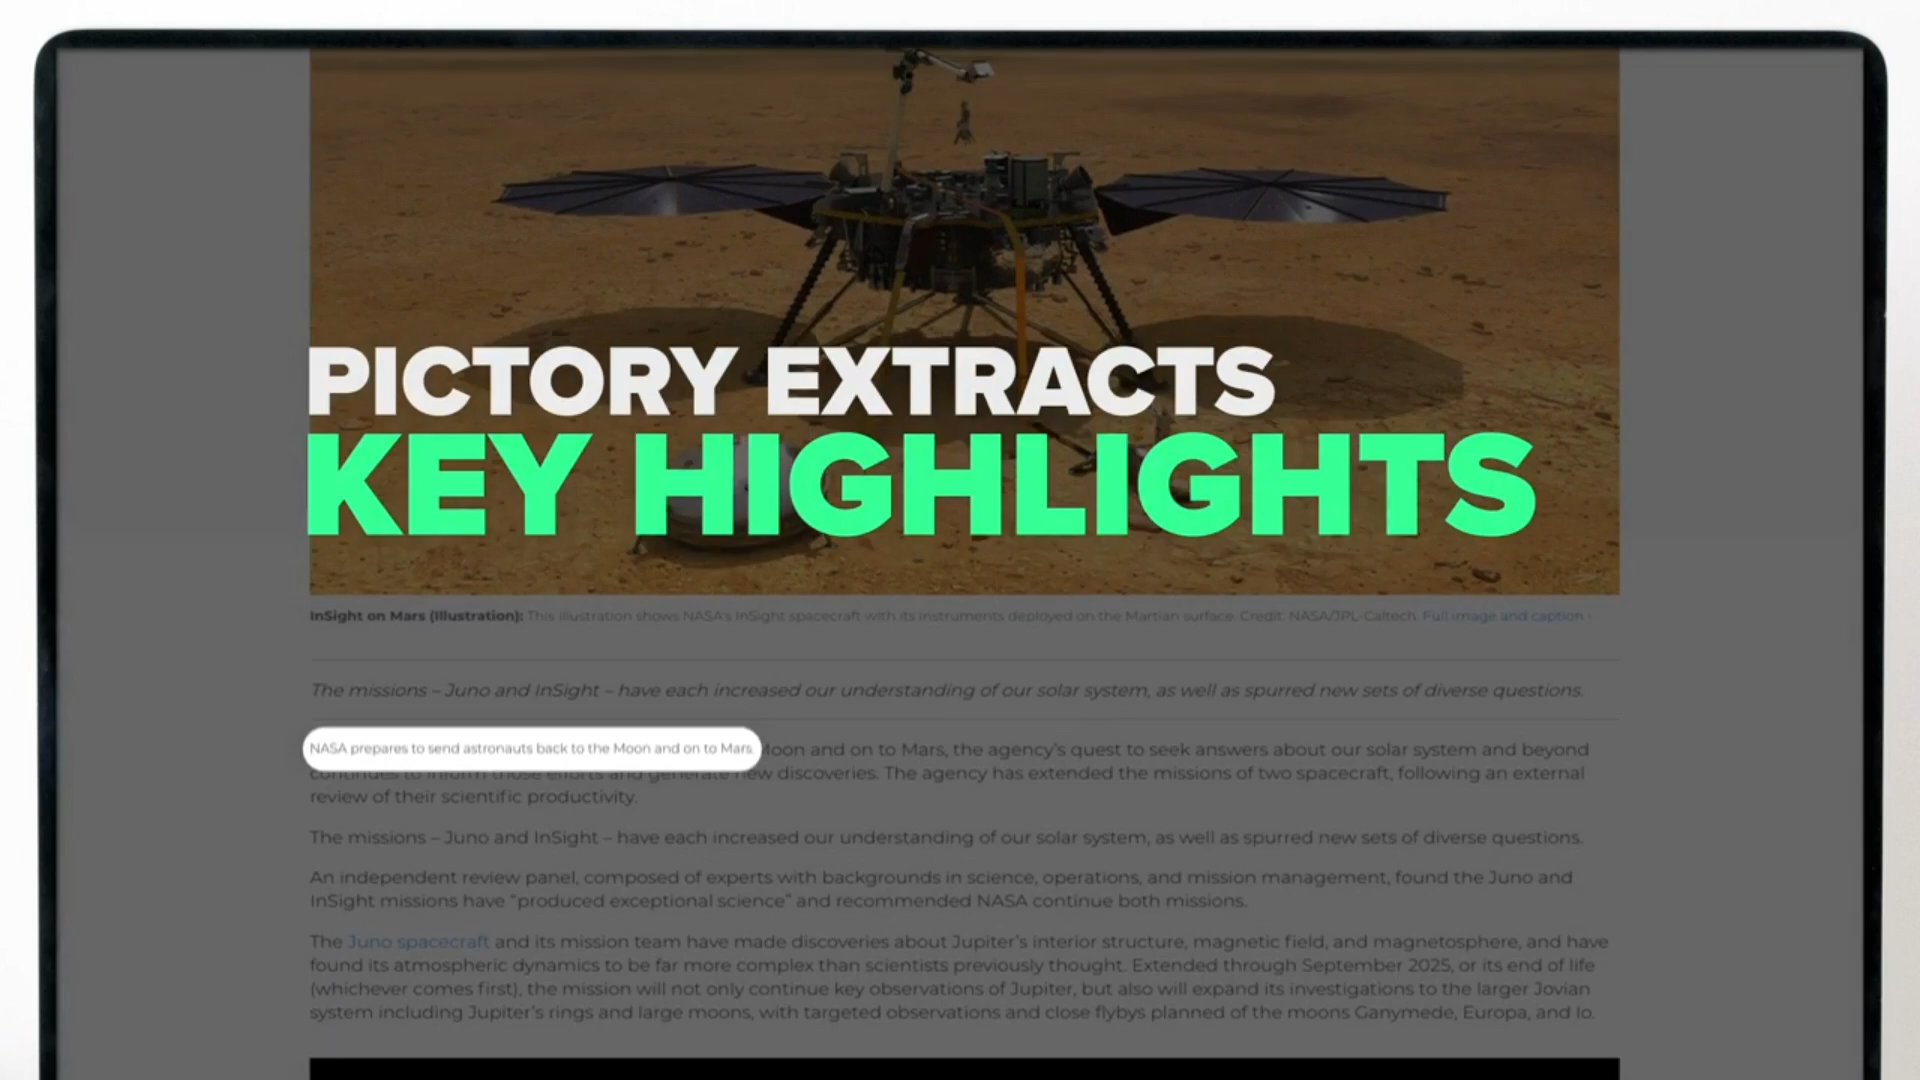 PICTORY EXTRACTS
KEY HIGHLIGHTS
InSight on Mars (Illustration): This illustration shows NASA's InSight spacecraft with its instruments deployed on the Martian surface. Credit: NASA/JPL-Caltech. Full image and caption ›
The missions – Juno and InSight – have each increased our understanding of our solar system, as well as spurred new sets of diverse questions.
NASA prepares to send astronauts back to the Moon and on to Mars. Moon and on to Mars, the agency's quest to seek answers about our solar system and beyond
continues to inform those efforts and generate new discoveries. The agency has extended the missions of two spacecraft, following an external
review of their scientific productivity.
The missions – Juno and InSight – have each increased our understanding of our solar system, as well as spurred new sets of diverse questions.
An independent review panel, composed of experts with backgrounds in science, operations, and mission management, found the Juno and
InSight missions have “produced exceptional science” and recommended NASA continue both missions.
The Juno spacecraft and its mission team have made discoveries about Jupiter's interior structure, magnetic field, and magnetosphere, and have
found its atmospheric dynamics to be far more complex than scientists previously thought. Extended through September 2025, or its end of life
(whichever comes first), the mission will not only continue key observations of Jupiter, but also will expand its investigations to the larger Jovian
system including Jupiter's rings and large moons, with targeted observations and close flybys planned of the moons Ganymede, Europa, and Io.